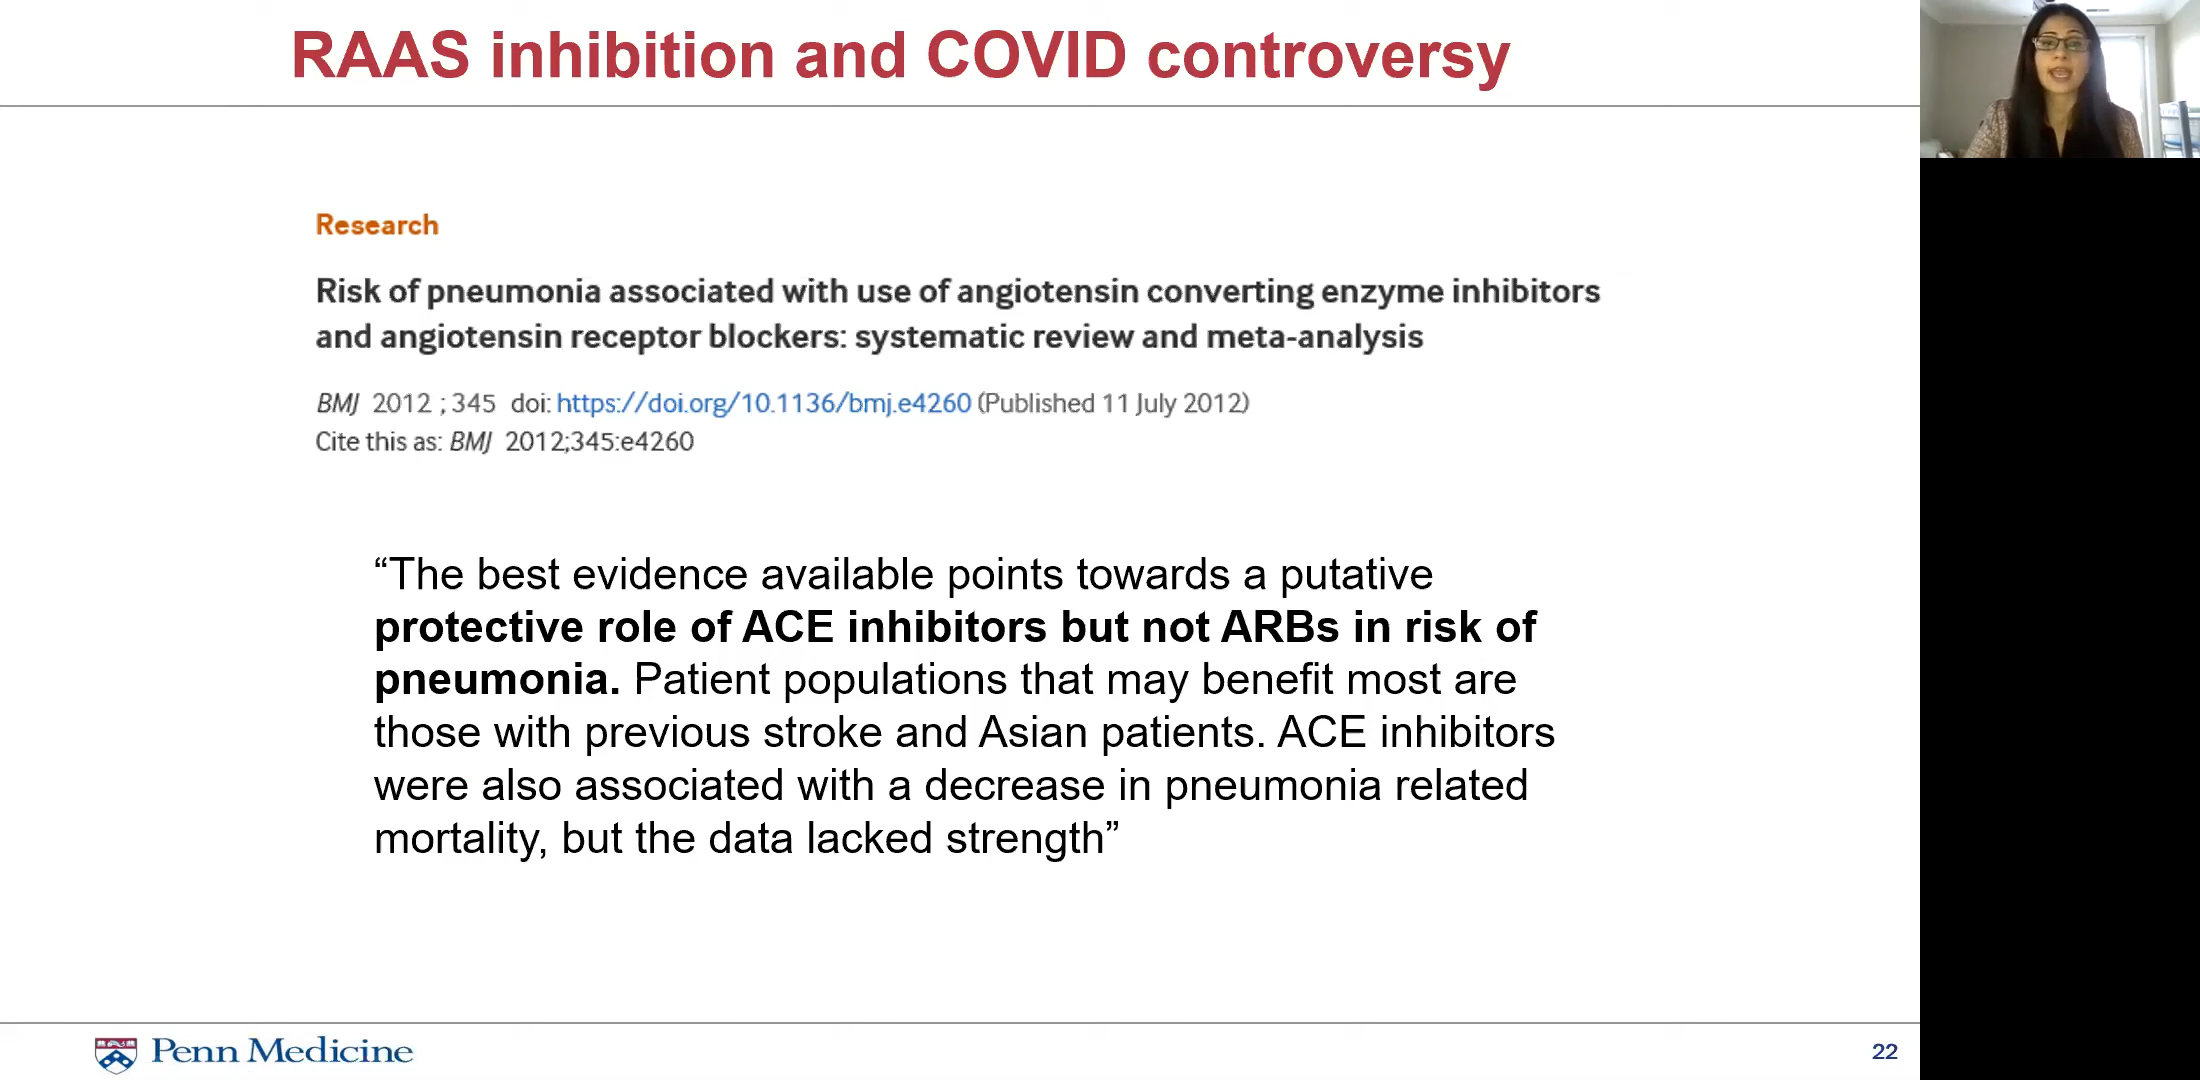 RAAS inhibition and COVID controversy
Research
Risk of pneumonia associated with use of angiotensin converting enzyme inhibitors
and angiotensin receptor blockers: systematic review and meta-analysis
BMJ 2012 ; 345 doi: https://doi.org/10.1136/bmj.e4260 (Published 11 July 2012)
Cite this as: BMJ 2012;345:e4260
“The best evidence available points towards a putative
protective role of ACE inhibitors but not ARBs in risk of
pneumonia. Patient populations that may benefit most are
those with previous stroke and Asian patients. ACE inhibitors
were also associated with a decrease in pneumonia related
mortality, but the data lacked strength”
Penn Medicine
22